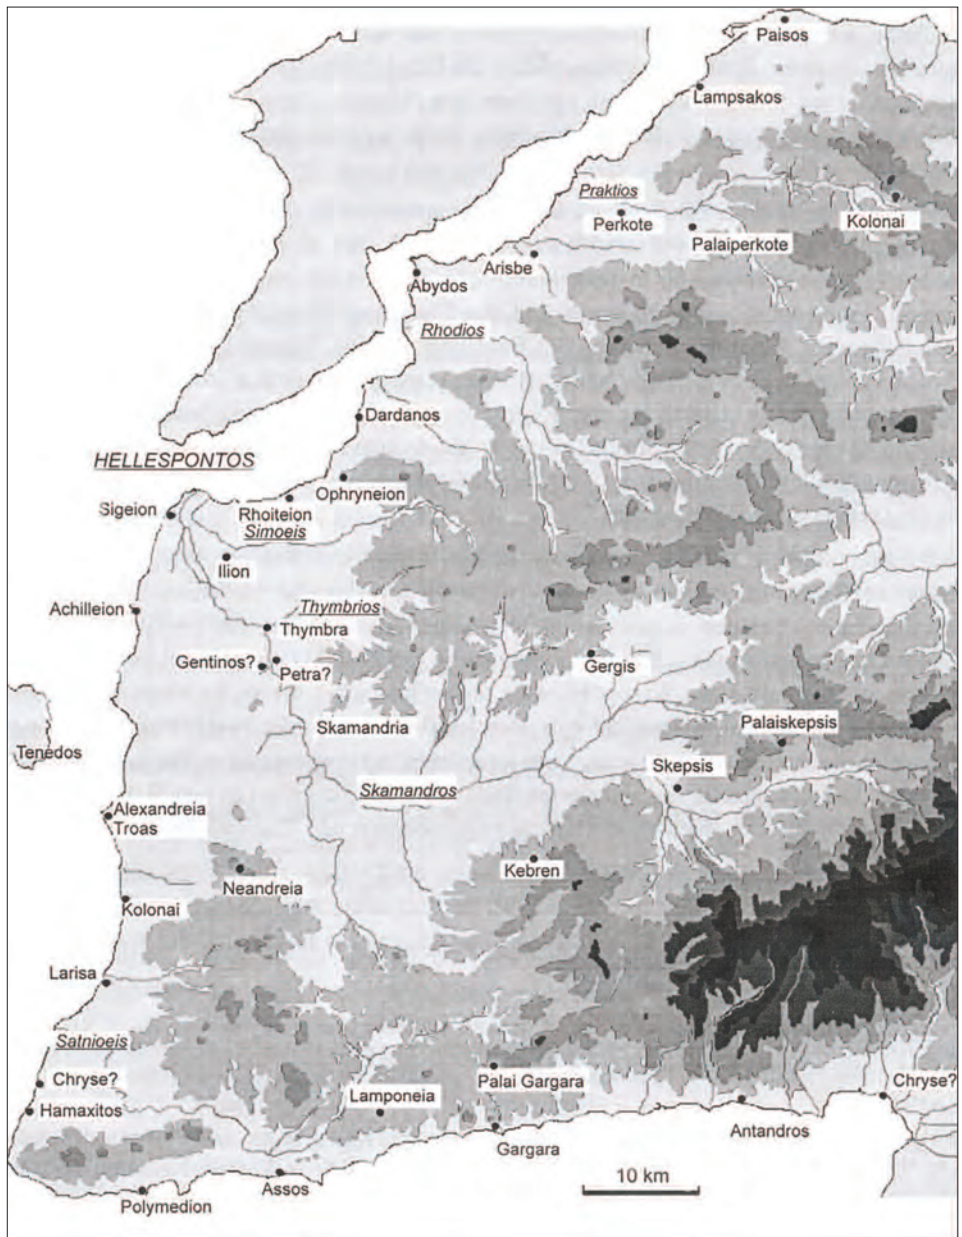 Paisos
Lampsakos
Praktios
Perkote
Kolonai
Palaiperkote
Arisbe
Abydos
Rhodios
Dardanos
HELLESPONTOS
Ophryneion
Sigeion
Rhoiteion
Simoeis
Ilion
Achilleion
Thymbrios
Thymbra
Gentinos?
Petra?
Gergis
Skamandria
Palaiskepsis
Tenedos
Skepsis
Skamandros
Alexandreia
Troas
Kebren
Neandreia
Kolonai
Larisa
Satnioeis
Chryse?
Palai Gargara
Chryse?
Hamaxitos
Lamponeia
Antandros
Gargara
10 km
Assos
Polymedion